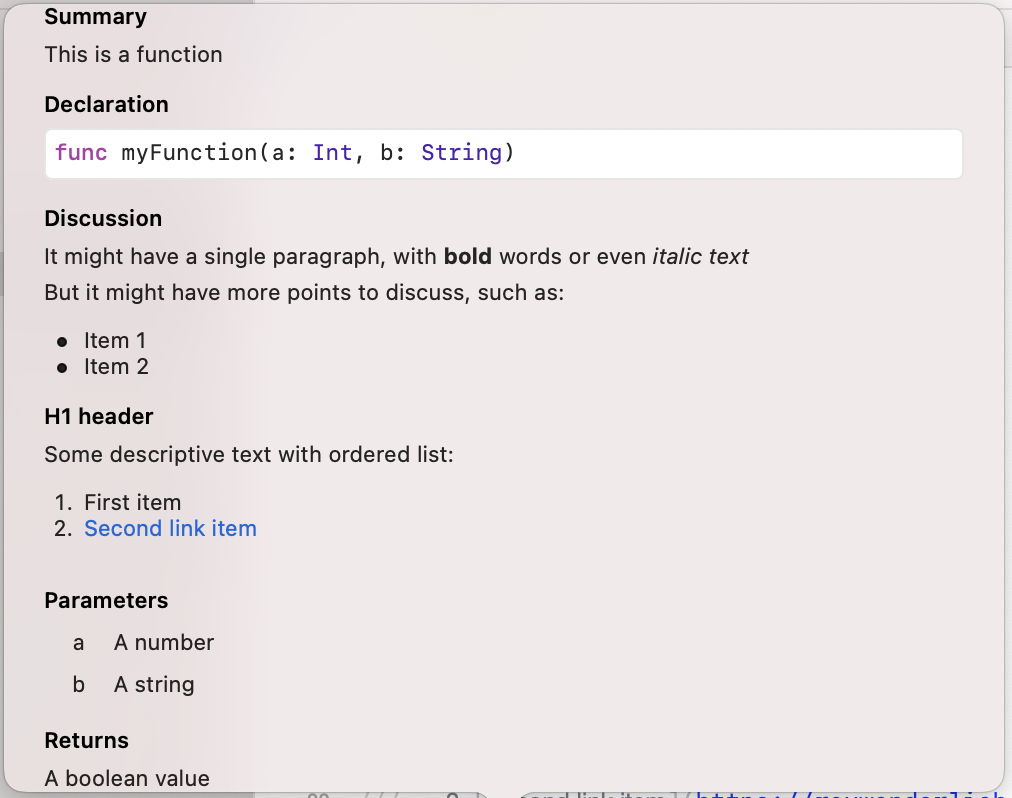 Summary
This is a function
Declaration
func myFunction(a: Int, b: String)
Discussion
It might have a single paragraph, with bold words or even italic text
But it might have more points to discuss, such as:
• Item 1
• Item 2
H1 header
Some descriptive text with ordered list:
1. First item
2. Second link item
Parameters
a A number
b A string
Returns
A boolean value